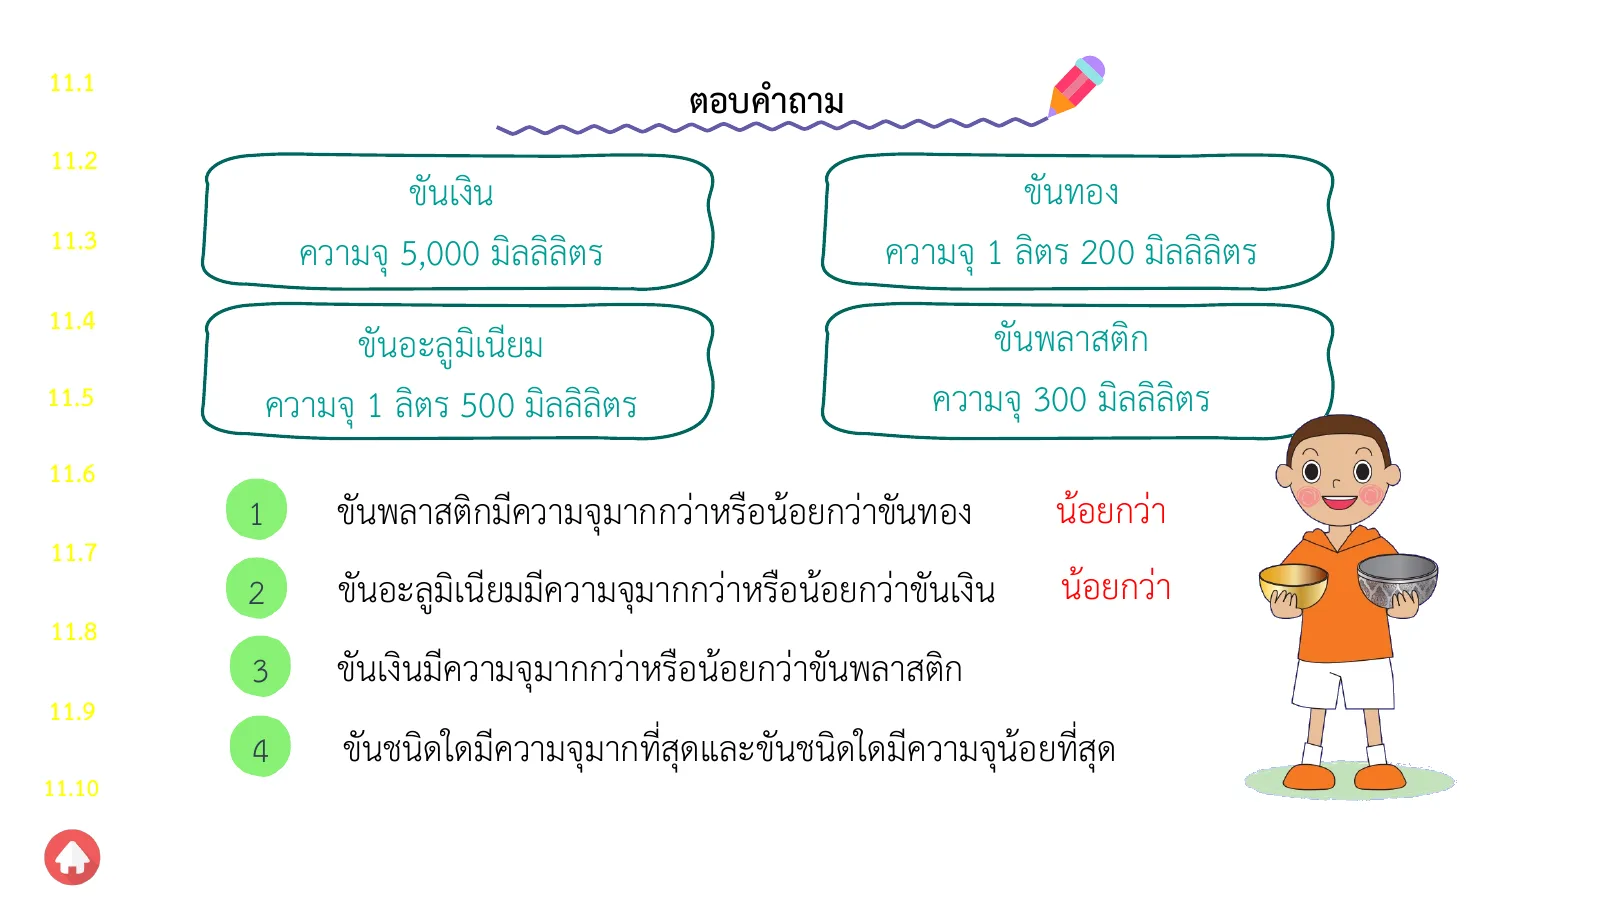 ตอบคำถาม
11.1
11.2
11.3
11.4
11.5
11.6
11.7
11.8
11.9
11.10
ขันเงิน
ความจุ 5,000 มิลลิลิตร
ขันทอง
ความจุ 1 ลิตร 200 มิลลิลิตร
ขันอะลูมิเนียม
ความจุ 1 ลิตร 500 มิลลิลิตร
ขันพลาสติก
ความจุ 300 มิลลิลิตร
1 ขันพลาสติกมีความจุมากกว่าหรือน้อยกว่าขันทอง น้อยกว่า
2 ขันอะลูมิเนียมมีความจุมากกว่าหรือน้อยกว่าขันเงิน น้อยกว่า
3 ขันเงินมีความจุมากกว่าหรือน้อยกว่าขันพลาสติก
4 ขันชนิดใดมีความจุมากที่สุดและขันชนิดใดมีความจุน้อยที่สุด